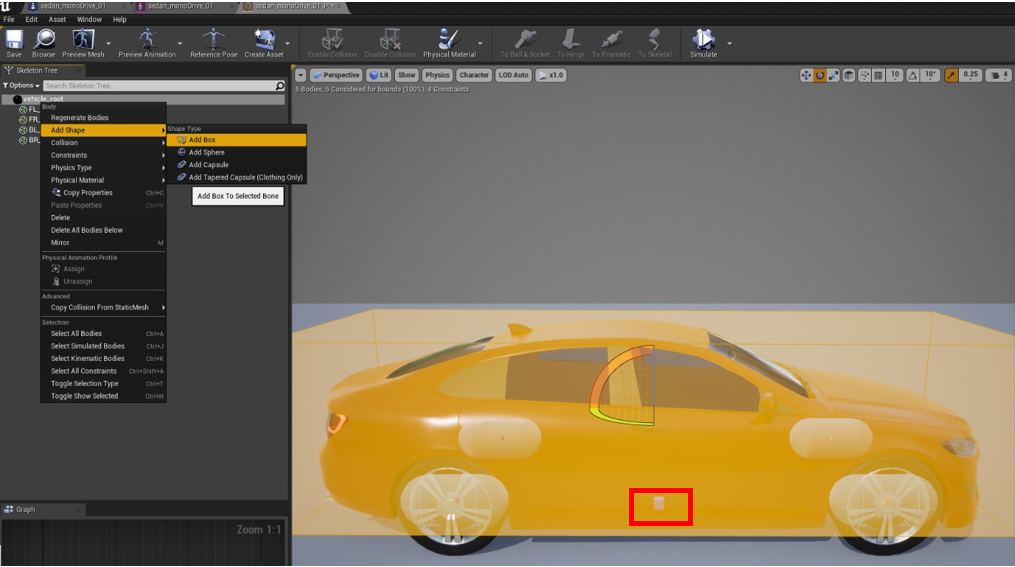 sedan_monoDrive_01
sedan_monoDrive_01
sedan_monoDrive_01_P
File Edit Asset Window Help
Save Browse Preview Mesh Preview Animation Reference Pose Create Asset Enable Collision Disable Collision Physical Material To Ball & Socket To Hinge To Prismatic To Skeletal Simulate
Skeleton Tree
Options
Search Skeleton Tree...
Perspective Lit Show Physics Character LOD Auto x1.0 10 10° 0.25 4
5 Bodies, 5 Considered for bounds (100%), 4 Constraints
vehicle_root
FL_
FR_
BL_
BR_
Body
Regenerate Bodies
Add Shape
Collision
Constraints
Physics Type
Physical Material
Copy Properties Ctrl+C
Paste Properties Ctrl+V
Delete
Delete All Bodies Below
Mirror M
Physical Animation Profile
Assign
Unassign
Advanced
Copy Collision From StaticMesh
Selection
Select All Bodies Ctrl+A
Select Simulated Bodies Ctrl+J
Select Kinematic Bodies Ctrl+K
Select All Constraints Ctrl+Shift+A
Toggle Selection Type Ctrl+T
Toggle Show Selected Ctrl+H
Shape Type
Add Box
Add Sphere
Add Capsule
Add Tapered Capsule (Clothing Only)
Add Box To Selected Bone
Graph
Zoom 1:1